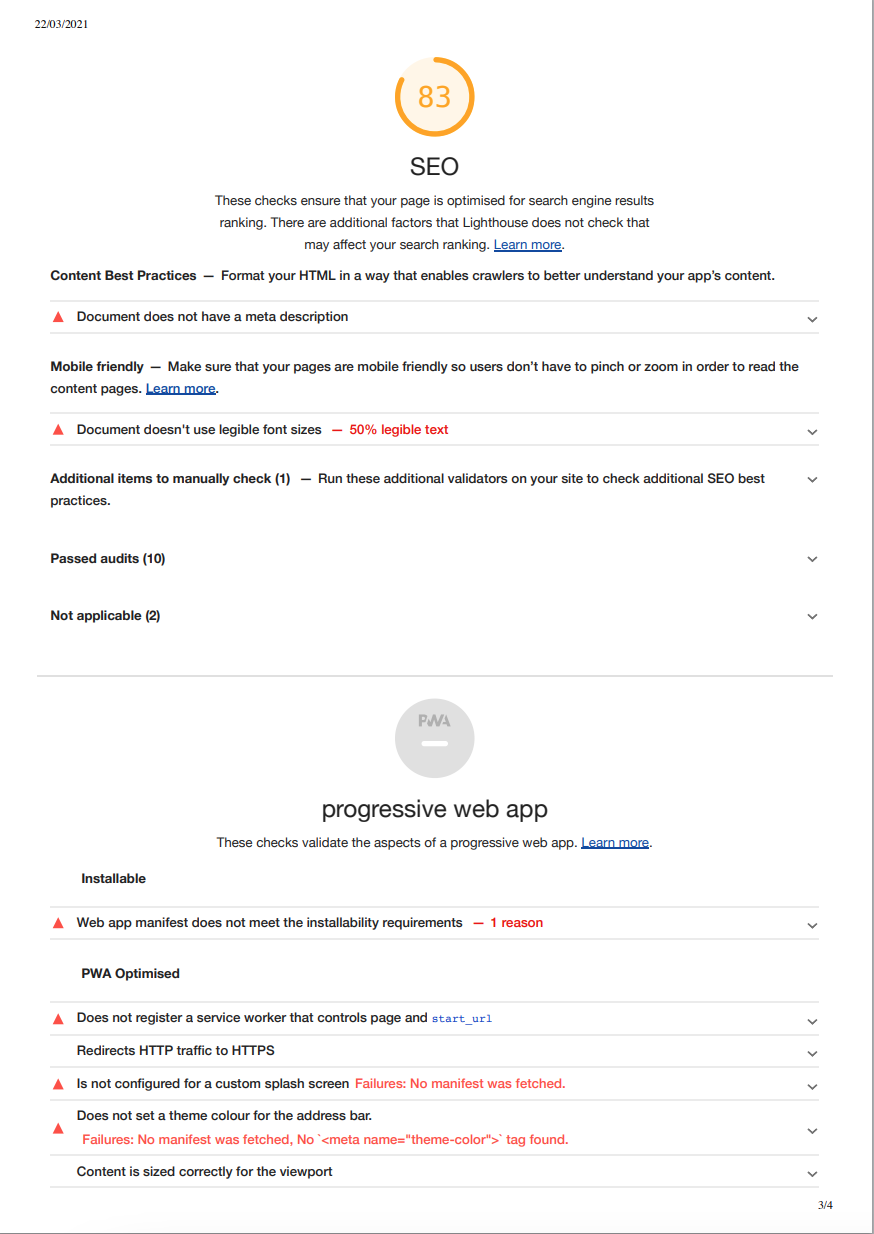 22/03/2021
83
SEO
These checks ensure that your page is optimised for search engine results
ranking. There are additional factors that Lighthouse does not check that
may affect your search ranking. Learn more.
Content Best Practices — Format your HTML in a way that enables crawlers to better understand your app's content.
Document does not have a meta description
Mobile friendly — Make sure that your pages are mobile friendly so users don't have to pinch or zoom in order to read the
content pages. Learn more.
Document doesn't use legible font sizes — 50% legible text
Additional items to manually check (1) — Run these additional validators on your site to check additional SEO best
practices.
Passed audits (10)
Not applicable (2)
PWA
progressive web app
These checks validate the aspects of a progressive web app. Learn more.
Installable
Web app manifest does not meet the installability requirements — 1 reason
PWA Optimised
Does not register a service worker that controls page and start_url
Redirects HTTP traffic to HTTPS
Is not configured for a custom splash screen Failures: No manifest was fetched.
Does not set a theme colour for the address bar.
Failures: No manifest was fetched, No `<meta name="theme-color">` tag found.
Content is sized correctly for the viewport
3/4